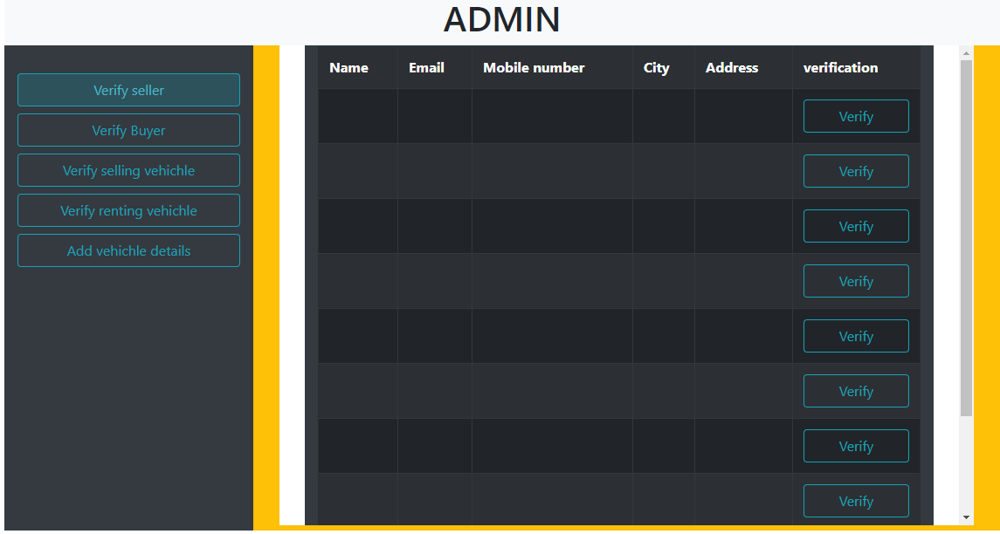 ADMIN
Verify seller
Verify Buyer
Verify selling vehichle
Verify renting vehichle
Add vehichle details
Name Email Mobile number City Address verification
Verify
Verify
Verify
Verify
Verify
Verify
Verify
Verify